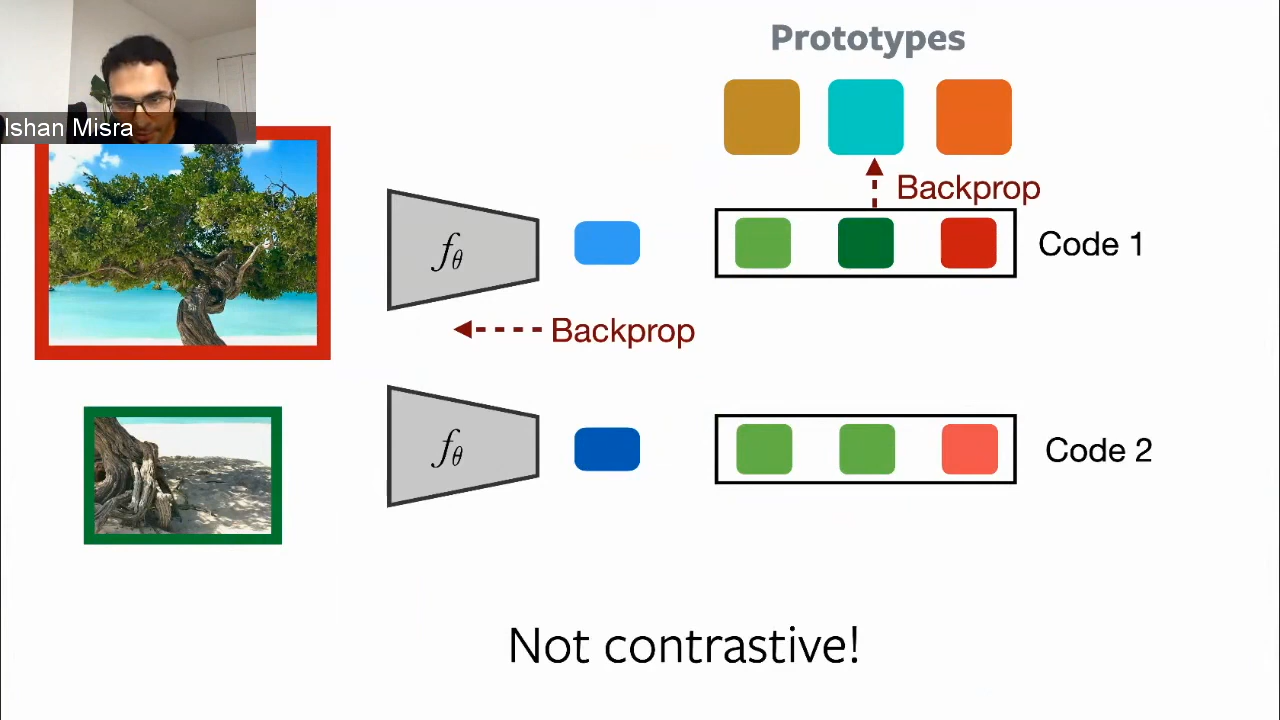 Prototypes
Ishan Misra
Backprop
fθ
Code 1
Backprop
fθ
Code 2
Not contrastive!